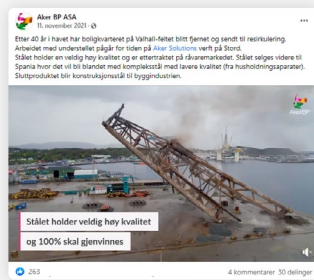 Aker BP ASA
11. november 2021
Etter 40 år i havet har boligkvarteret på Valhall-feltet blitt fjernet og sendt til resirkulering.
Arbeidet med understellet pågår for tiden på Aker Solutions verft på Stord.
Stålet holder en veldig høy kvalitet og er ettertraktet på råvaremarkedet. Stålet selges videre til
Spania hvor det vil bli blandet med kompleksstål med lavere kvalitet (fra husholdningsapparater).
Sluttproduktet blir konstruksjonsstål til byggindustrien.
AkerBP
Stålet holder veldig høy kvalitet
og 100% skal gjenvinnes
263
4 kommentarer 30 delinger